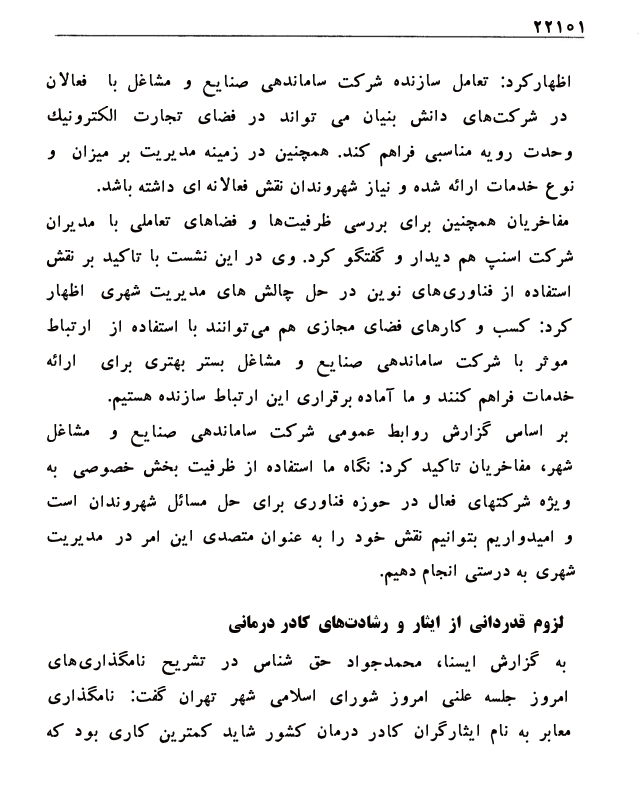 ۲۲۱۵۱
اظهارکرد: تعامل سازنده شرکت ساماندهی صنایع و مشاغل با فعالان
در شرکت‌های دانش بنیان می تواند در فضای تجارت الکترونیك
وحدت رویه مناسبی فراهم کند. همچنین در زمینه مدیریت بر میزان و
نوع خدمات ارائه شده و نیاز شهروندان نقش فعالانه ای داشته باشد.
مفاخریان همچنین برای بررسی ظرفیت‌ها و فضاهای تعاملی با مدیران
شرکت اسنپ هم دیدار و گفتگو کرد. وی در این نشست با تاکید بر نقش
استفاده از فناوری‌های نوین در حل چالش های مدیریت شهری اظهار
کرد: کسب و کارهای فضای مجازی هم می‌توانند با استفاده از ارتباط
موثر با شرکت ساماندهی صنایع و مشاغل بستر بهتری برای ارائه
خدمات فراهم کنند و ما آماده برقراری این ارتباط سازنده هستیم.
بر اساس گزارش روابط عمومی شرکت ساماندهی صنایع و مشاغل
شهر، مفاخریان تاکید کرد: نگاه ما استفاده از ظرفیت بخش خصوصی به
ویژه شرکتهای فعال در حوزه فناوری برای حل مسائل شهروندان است
و امیدواریم بتوانیم نقش خود را به عنوان متصدی این امر در مدیریت
شهری به درستی انجام دهیم.
لزوم قدردانی از ایثار و رشادت‌های کادر درمانی
به گزارش ایسنا، محمدجواد حق شناس در تشریح نامگذاری‌های
امروز جلسه علنی امروز شورای اسلامی شهر تهران گفت: نامگذاری
معابر به نام ایثارگران کادر درمان کشور شاید کمترین کاری بود که